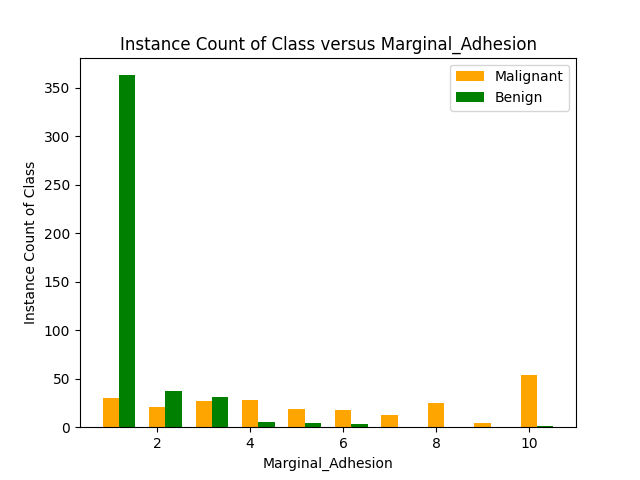 Instance Count of Class versus Marginal_Adhesion
Malignant
Benign
Instance Count of Class
350
300
250
200
150
100
50
0
2
4
6
8
10
Marginal_Adhesion